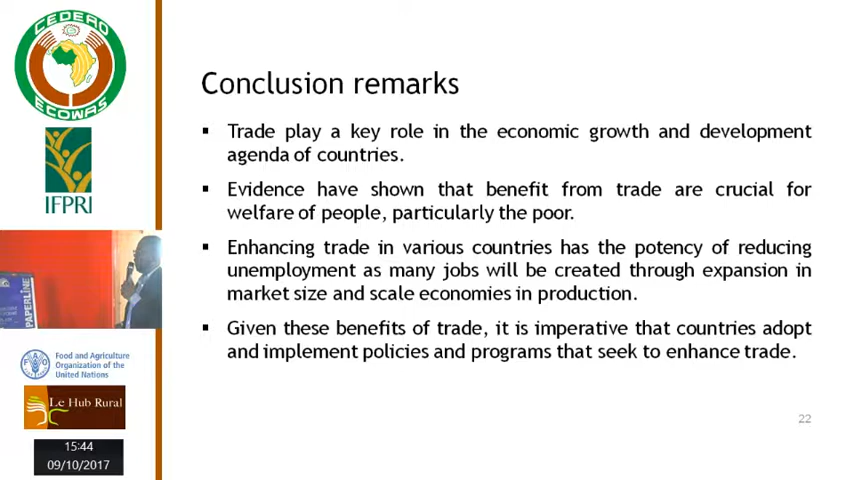 CEDEAO
ECOWAS
IFPRI
PAPERLINE
Food and Agriculture
Organization of the
United Nations
Le Hub Rural
15:44
09/10/2017
Conclusion remarks
▪ Trade play a key role in the economic growth and development
agenda of countries.
▪ Evidence have shown that benefit from trade are crucial for
welfare of people, particularly the poor.
▪ Enhancing trade in various countries has the potency of reducing
unemployment as many jobs will be created through expansion in
market size and scale economies in production.
▪ Given these benefits of trade, it is imperative that countries adopt
and implement policies and programs that seek to enhance trade.
22